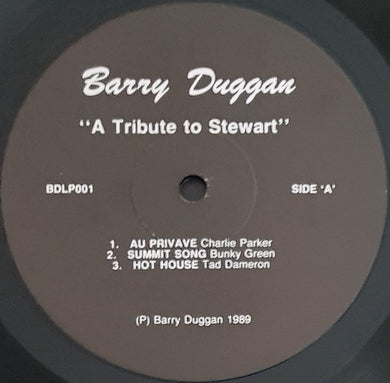 Barry Duggan
"A Tribute to Stewart"
BDLP001 SIDE 'A'
1. AU PRIVAVE Charlie Parker
2. SUMMIT SONG Bunky Green
3. HOT HOUSE Tad Dameron
(P) Barry Duggan 1989